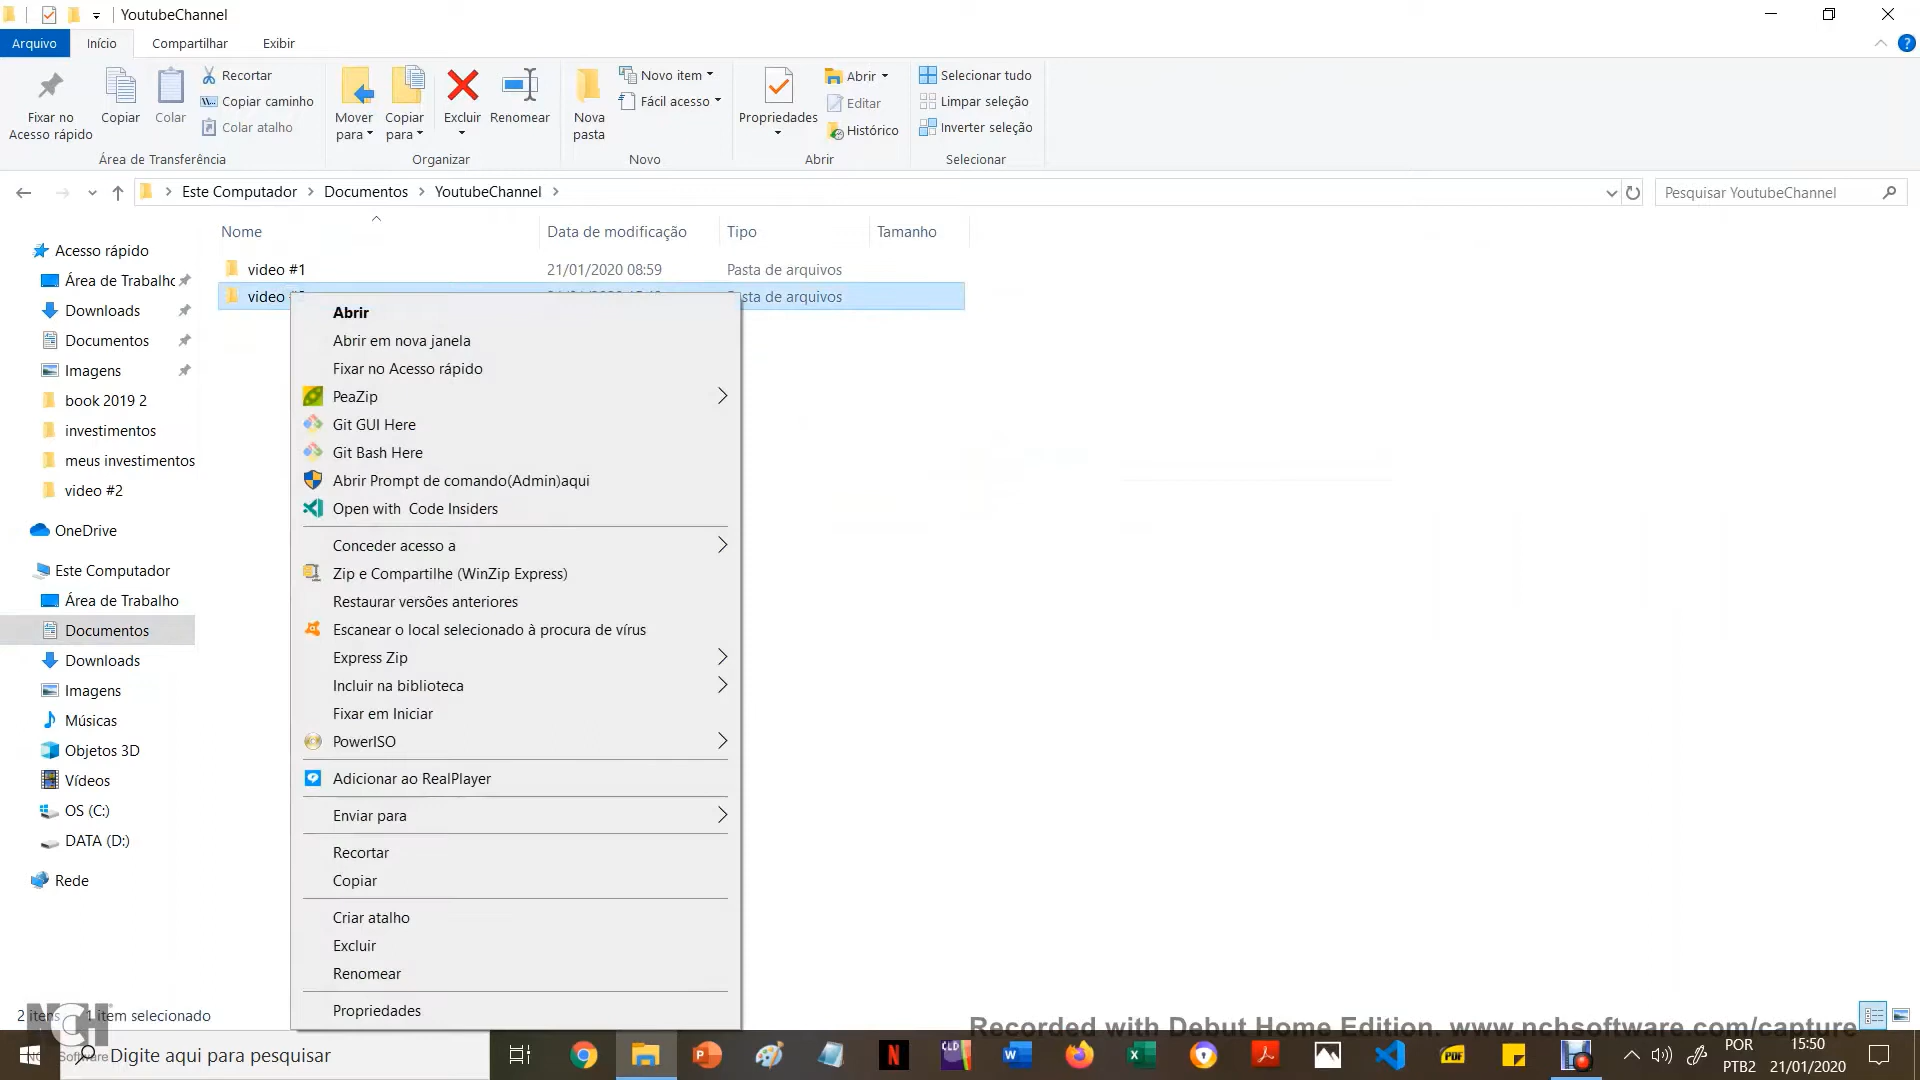 YoutubeChannel
Arquivo Início Compartilhar Exibir
Fixar no Acesso rápido
Copiar
Colar
Recortar
Copiar caminho
Colar atalho
Área de Transferência
Mover para
Copiar para
Excluir
Renomear
Organizar
Nova pasta
Novo item
Fácil acesso
Novo
Propriedades
Abrir
Editar
Histórico
Abrir
Selecionar tudo
Limpar seleção
Inverter seleção
Selecionar
Este Computador Documentos YoutubeChannel
Pesquisar YoutubeChannel
Nome Data de modificação Tipo Tamanho
video #1 21/01/2020 08:59 Pasta de arquivos
video Pasta de arquivos
Acesso rápido
Área de Trabalho
Downloads
Documentos
Imagens
book 2019 2
investimentos
meus investimentos
video #2
OneDrive
Este Computador
Área de Trabalho
Documentos
Downloads
Imagens
Músicas
Objetos 3D
Vídeos
OS (C:)
DATA (D:)
Rede
Abrir
Abrir em nova janela
Fixar no Acesso rápido
PeaZip
Git GUI Here
Git Bash Here
Abrir Prompt de comando(Admin)aqui
Open with Code Insiders
Conceder acesso a
Zip e Compartilhe (WinZip Express)
Restaurar versões anteriores
Escanear o local selecionado à procura de vírus
Express Zip
Incluir na biblioteca
Fixar em Iniciar
PowerISO
Adicionar ao RealPlayer
Enviar para
Recortar
Copiar
Criar atalho
Excluir
Renomear
Propriedades
2 itens 1 item selecionado
NCH
NCH Software
Recorded with Debut Home Edition. www.nchsoftware.com/capture
Digite aqui para pesquisar
CLD
PDF
POR
PTB2
15:50
21/01/2020